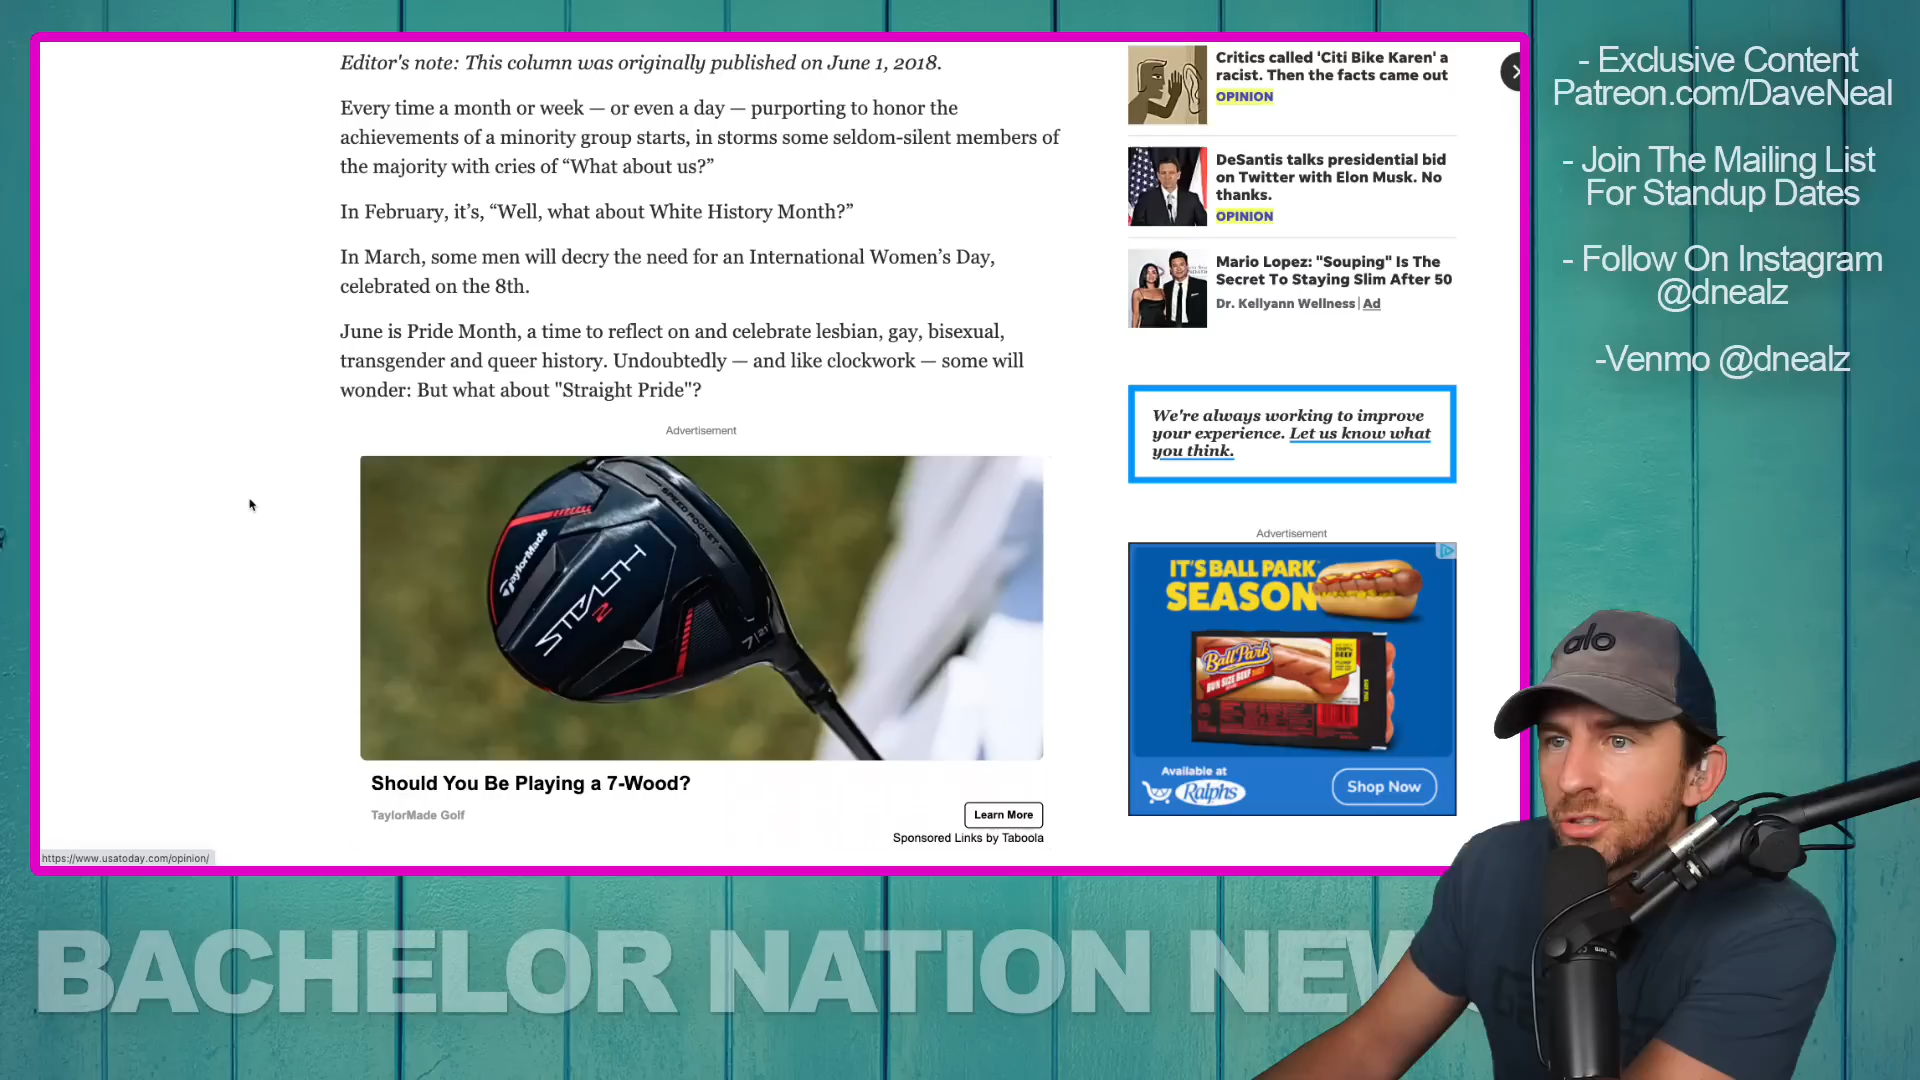 Editor's note: This column was originally published on June 1, 2018.
Every time a month or week — or even a day — purporting to honor the
achievements of a minority group starts, in storms some seldom-silent members of
the majority with cries of “What about us?”
In February, it’s, “Well, what about White History Month?”
In March, some men will decry the need for an International Women’s Day,
celebrated on the 8th.
June is Pride Month, a time to reflect on and celebrate lesbian, gay, bisexual,
transgender and queer history. Undoubtedly — and like clockwork — some will
wonder: But what about "Straight Pride"?
Advertisement
SPEED POCKET
TaylorMade
STEALTH
2
7|21°
Should You Be Playing a 7-Wood?
TaylorMade Golf
Learn More
Sponsored Links by Taboola
https://www.usatoday.com/opinion/
Critics called 'Citi Bike Karen' a
racist. Then the facts came out
OPINION
DeSantis talks presidential bid
on Twitter with Elon Musk. No
thanks.
OPINION
Mario Lopez: "Souping" Is The
Secret To Staying Slim After 50
Dr. Kellyann Wellness | Ad
We're always working to improve
your experience. Let us know what
you think.
Advertisement
IT'S BALL PARK
SEASON
Ball Park
BUN SIZE BEEF
Available at
Ralphs
Shop Now
- Exclusive Content
Patreon.com/DaveNeal
- Join The Mailing List
For Standup Dates
- Follow On Instagram
@dnealz
-Venmo @dnealz
alo
BACHELOR NATION NEW